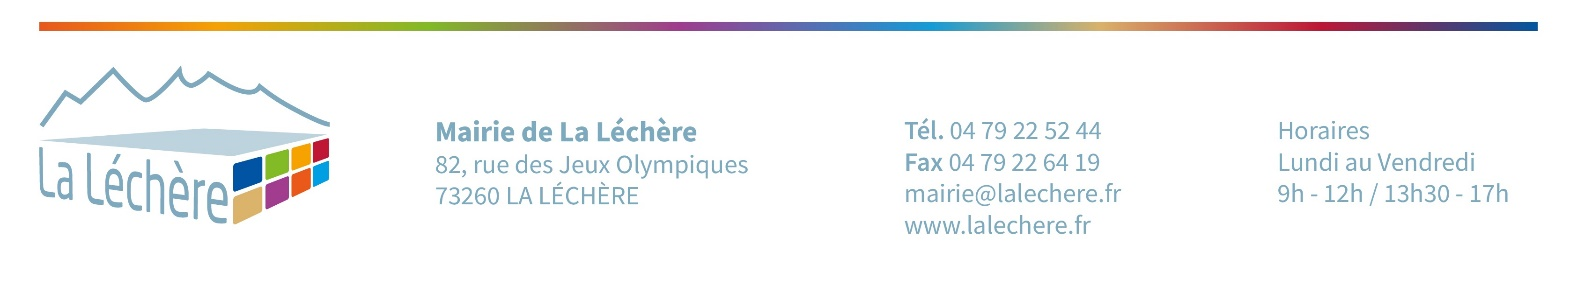 La Léchère
Mairie de La Léchère
82, rue des Jeux Olympiques
73260 LA LÉCHÈRE
Tél. 04 79 22 52 44
Fax 04 79 22 64 19
mairie@lalechere.fr
www.lalechere.fr
Horaires
Lundi au Vendredi
9h - 12h / 13h30 - 17h